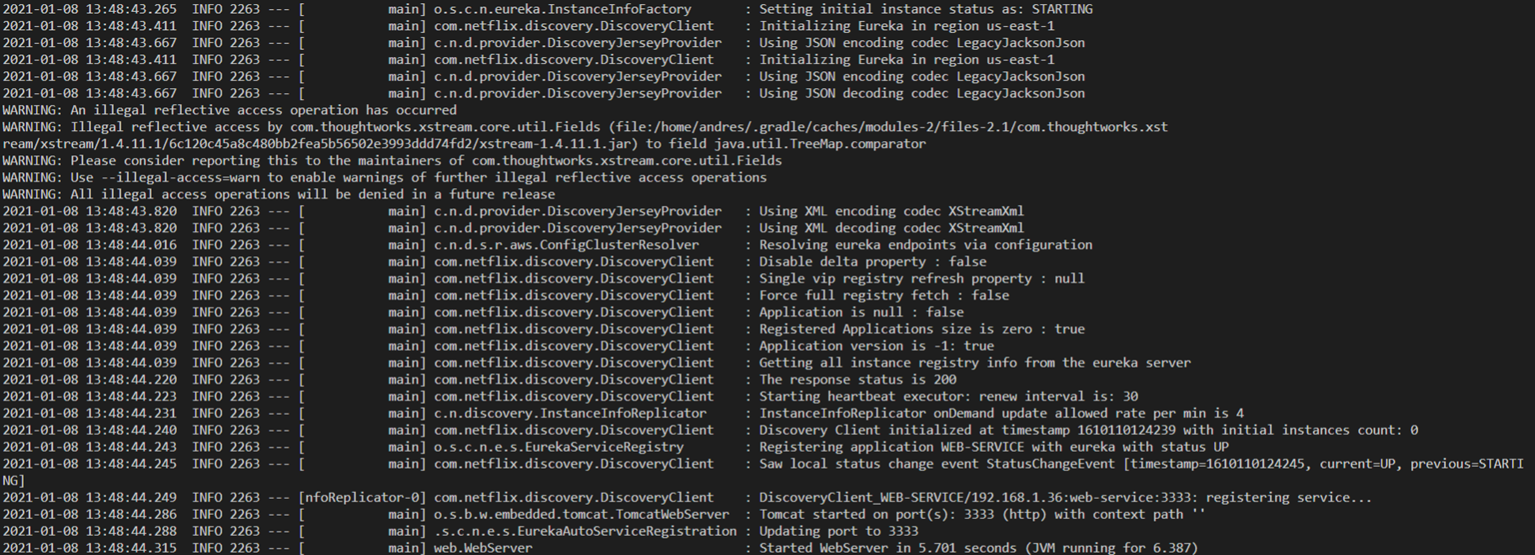 2021-01-08 13:48:43.265  INFO 2263 --- [           main] o.s.c.n.eureka.InstanceInfoFactory       : Setting initial instance status as: STARTING
2021-01-08 13:48:43.411  INFO 2263 --- [           main] com.netflix.discovery.DiscoveryClient    : Initializing Eureka in region us-east-1
2021-01-08 13:48:43.667  INFO 2263 --- [           main] c.n.d.provider.DiscoveryJerseyProvider   : Using JSON encoding codec LegacyJacksonJson
2021-01-08 13:48:43.411  INFO 2263 --- [           main] com.netflix.discovery.DiscoveryClient    : Initializing Eureka in region us-east-1
2021-01-08 13:48:43.667  INFO 2263 --- [           main] c.n.d.provider.DiscoveryJerseyProvider   : Using JSON encoding codec LegacyJacksonJson
2021-01-08 13:48:43.667  INFO 2263 --- [           main] c.n.d.provider.DiscoveryJerseyProvider   : Using JSON decoding codec LegacyJacksonJson
WARNING: An illegal reflective access operation has occurred
WARNING: Illegal reflective access by com.thoughtworks.xstream.core.util.Fields (file:/home/andres/.gradle/caches/modules-2/files-2.1/com.thoughtworks.xst
ream/xstream/1.4.11.1/6c120c45a8c480bb2fea5b56502e3993ddd74fd2/xstream-1.4.11.1.jar) to field java.util.TreeMap.comparator
WARNING: Please consider reporting this to the maintainers of com.thoughtworks.xstream.core.util.Fields
WARNING: Use --illegal-access=warn to enable warnings of further illegal reflective access operations
WARNING: All illegal access operations will be denied in a future release
2021-01-08 13:48:43.820  INFO 2263 --- [           main] c.n.d.provider.DiscoveryJerseyProvider   : Using XML encoding codec XStreamXml
2021-01-08 13:48:43.820  INFO 2263 --- [           main] c.n.d.provider.DiscoveryJerseyProvider   : Using XML decoding codec XStreamXml
2021-01-08 13:48:44.016  INFO 2263 --- [           main] c.n.d.s.r.aws.ConfigClusterResolver      : Resolving eureka endpoints via configuration
2021-01-08 13:48:44.039  INFO 2263 --- [           main] com.netflix.discovery.DiscoveryClient    : Disable delta property : false
2021-01-08 13:48:44.039  INFO 2263 --- [           main] com.netflix.discovery.DiscoveryClient    : Single vip registry refresh property : null
2021-01-08 13:48:44.039  INFO 2263 --- [           main] com.netflix.discovery.DiscoveryClient    : Force full registry fetch : false
2021-01-08 13:48:44.039  INFO 2263 --- [           main] com.netflix.discovery.DiscoveryClient    : Application is null : false
2021-01-08 13:48:44.039  INFO 2263 --- [           main] com.netflix.discovery.DiscoveryClient    : Registered Applications size is zero : true
2021-01-08 13:48:44.039  INFO 2263 --- [           main] com.netflix.discovery.DiscoveryClient    : Application version is -1: true
2021-01-08 13:48:44.039  INFO 2263 --- [           main] com.netflix.discovery.DiscoveryClient    : Getting all instance registry info from the eureka server
2021-01-08 13:48:44.220  INFO 2263 --- [           main] com.netflix.discovery.DiscoveryClient    : The response status is 200
2021-01-08 13:48:44.223  INFO 2263 --- [           main] com.netflix.discovery.DiscoveryClient    : Starting heartbeat executor: renew interval is: 30
2021-01-08 13:48:44.231  INFO 2263 --- [           main] c.n.discovery.InstanceInfoReplicator     : InstanceInfoReplicator onDemand update allowed rate per min is 4
2021-01-08 13:48:44.240  INFO 2263 --- [           main] com.netflix.discovery.DiscoveryClient    : Discovery Client initialized at timestamp 1610110124239 with initial instances count: 0
2021-01-08 13:48:44.243  INFO 2263 --- [           main] o.s.c.n.e.s.EurekaServiceRegistry        : Registering application WEB-SERVICE with eureka with status UP
2021-01-08 13:48:44.245  INFO 2263 --- [           main] com.netflix.discovery.DiscoveryClient    : Saw local status change event StatusChangeEvent [timestamp=1610110124245, current=UP, previous=STARTI
NG]
2021-01-08 13:48:44.249  INFO 2263 --- [nfoReplicator-0] com.netflix.discovery.DiscoveryClient    : DiscoveryClient_WEB-SERVICE/192.168.1.36:web-service:3333: registering service...
2021-01-08 13:48:44.286  INFO 2263 --- [           main] o.s.b.w.embedded.tomcat.TomcatWebServer  : Tomcat started on port(s): 3333 (http) with context path ''
2021-01-08 13:48:44.288  INFO 2263 --- [           main] .s.c.n.e.s.EurekaAutoServiceRegistration : Updating port to 3333
2021-01-08 13:48:44.315  INFO 2263 --- [           main] web.WebServer                            : Started WebServer in 5.701 seconds (JVM running for 6.387)